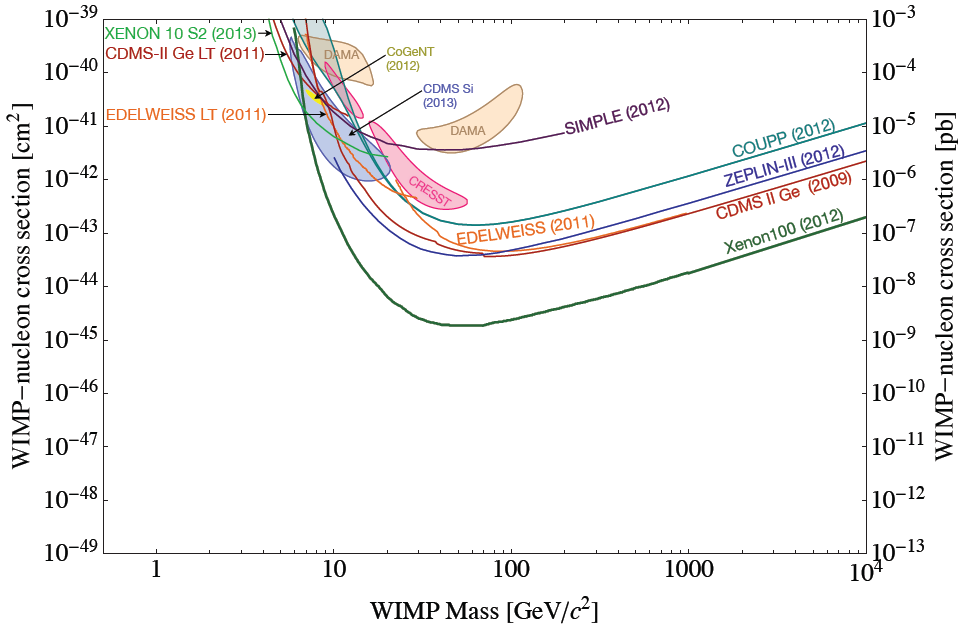 10−39
10−40
10−41
10−42
10−43
10−44
10−45
10−46
10−47
10−48
10−49
WIMP−nucleon cross section [cm2]
10−3
10−4
10−5
10−6
10−7
10−8
10−9
10−10
10−11
10−12
10−13
WIMP−nucleon cross section [pb]
XENON 10 S2 (2013)
CDMS-II Ge LT (2011)
EDELWEISS LT (2011)
DAMA
CoGeNT
(2012)
CDMS Si
(2013)
DAMA
SIMPLE (2012)
COUPP (2012)
ZEPLIN-III (2012)
CDMS II Ge (2009)
Xenon100 (2012)
CRESST
EDELWEISS (2011)
1
10
100
1000
104
WIMP Mass [GeV/c2]